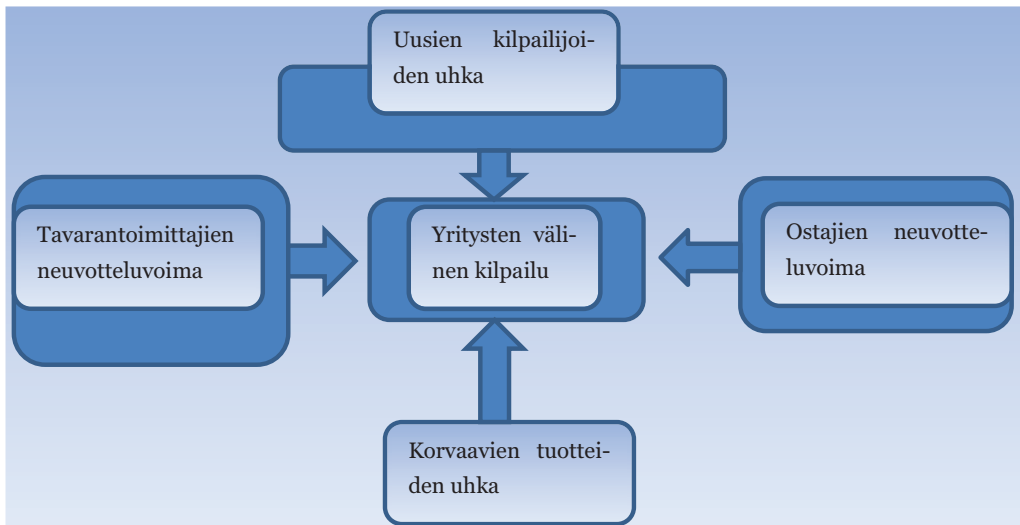 Uusien kilpailijoi-
den uhka
Tavarantoimittajien
neuvotteluvoima
Yritysten väli-
nen kilpailu
Ostajien neuvotte-
luvoima
Korvaavien tuottei-
den uhka